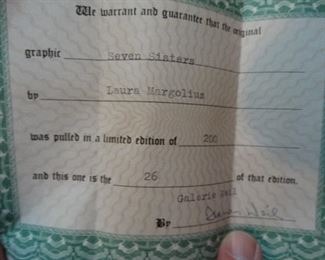 We warrant and guarantee that the original
graphic Seven Sisters
by Laura Margolius
was pulled in a limited edition of 200
and this one is the 26 of that edition.
Galerie Weil
By